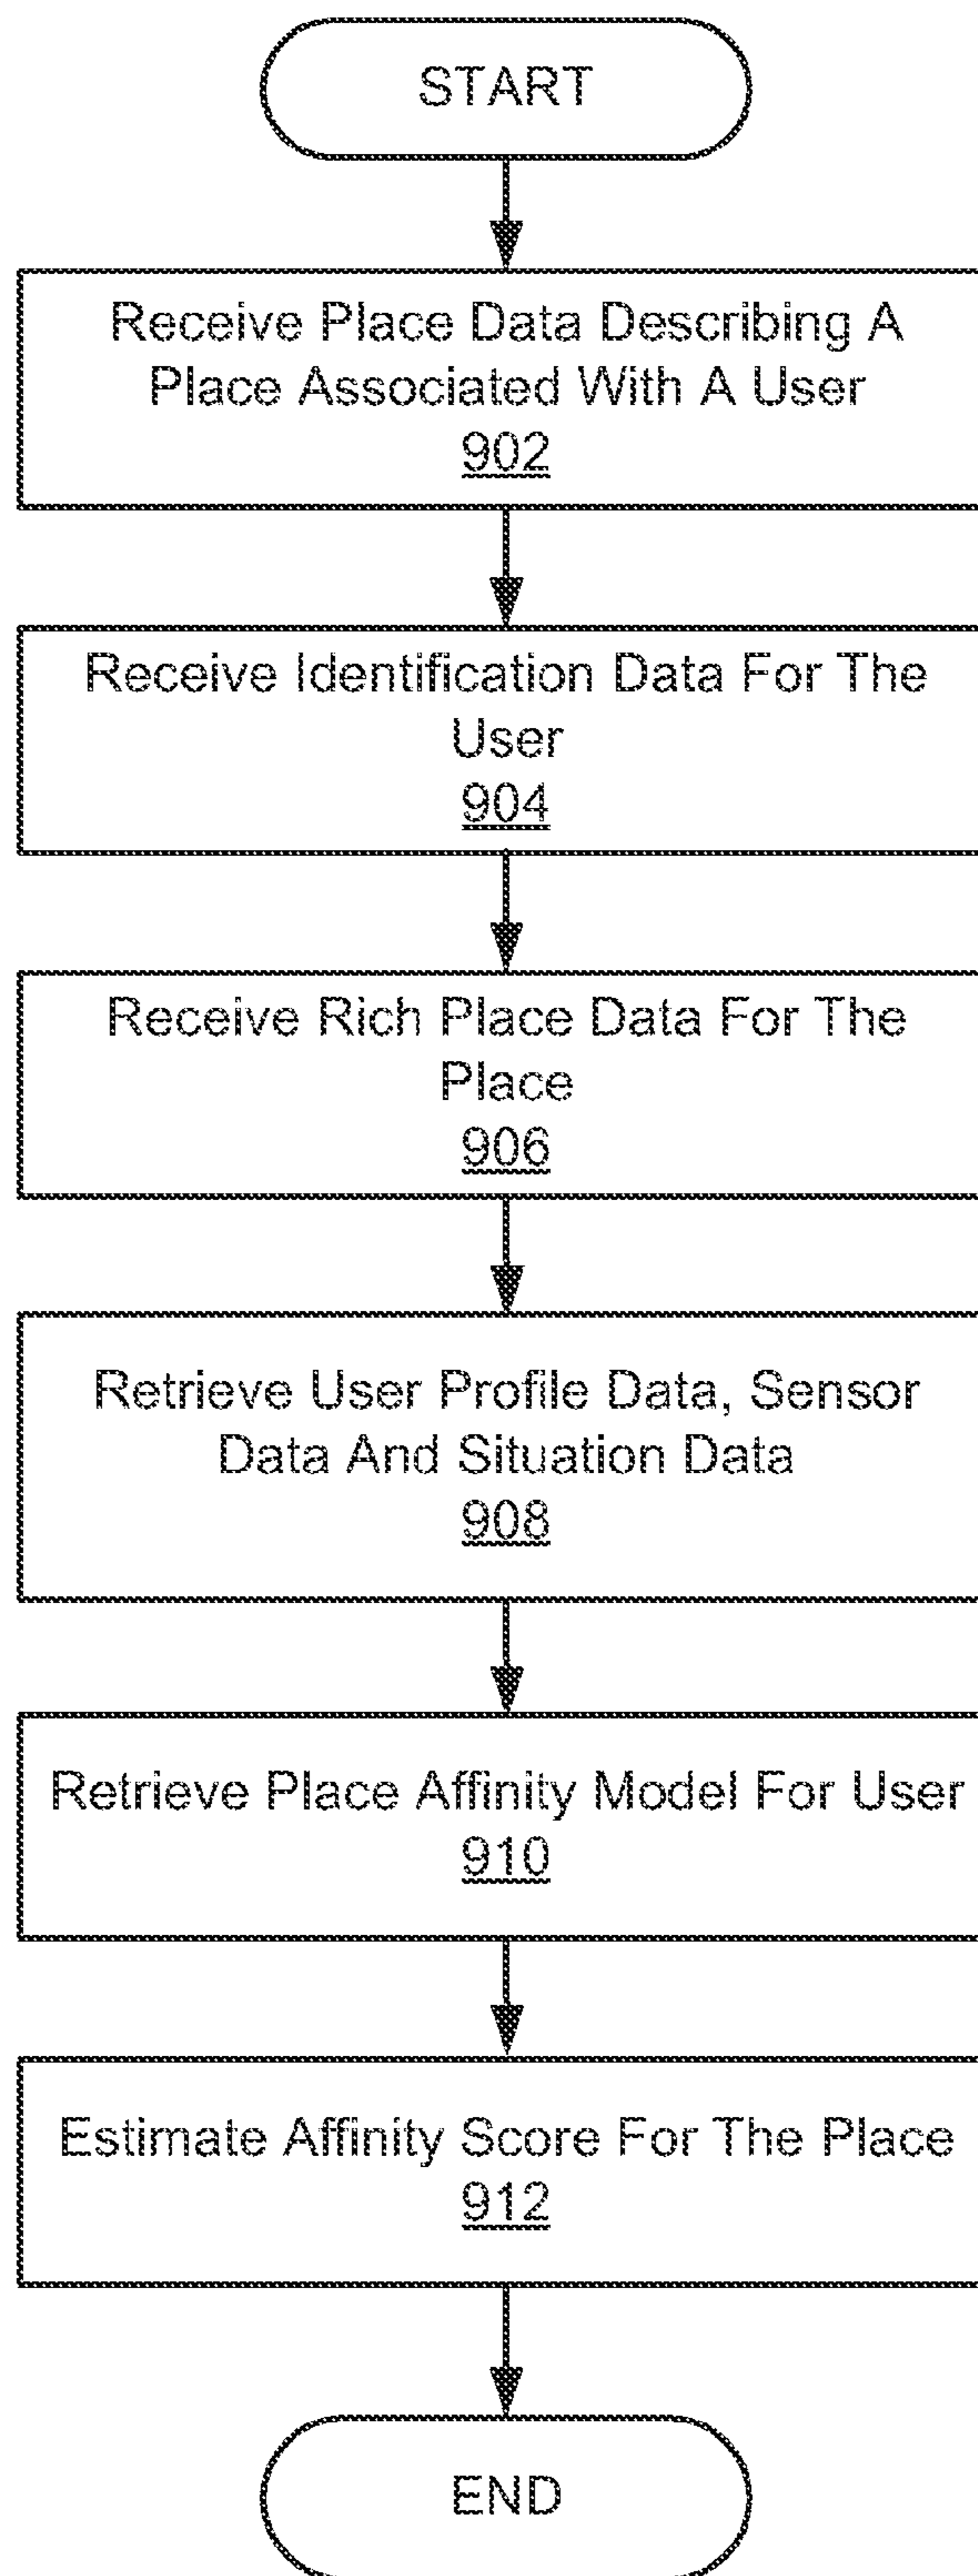 START
Receive Place Data Describing A
Place Associated With A User
902
Receive Identification Data For The
User
904
Receive Rich Place Data For The
Place
906
Retrieve User Profile Data, Sensor
Data And Situation Data
908
Retrieve Place Affinity Model For User
910
Estimate Affinity Score For The Place
912
END